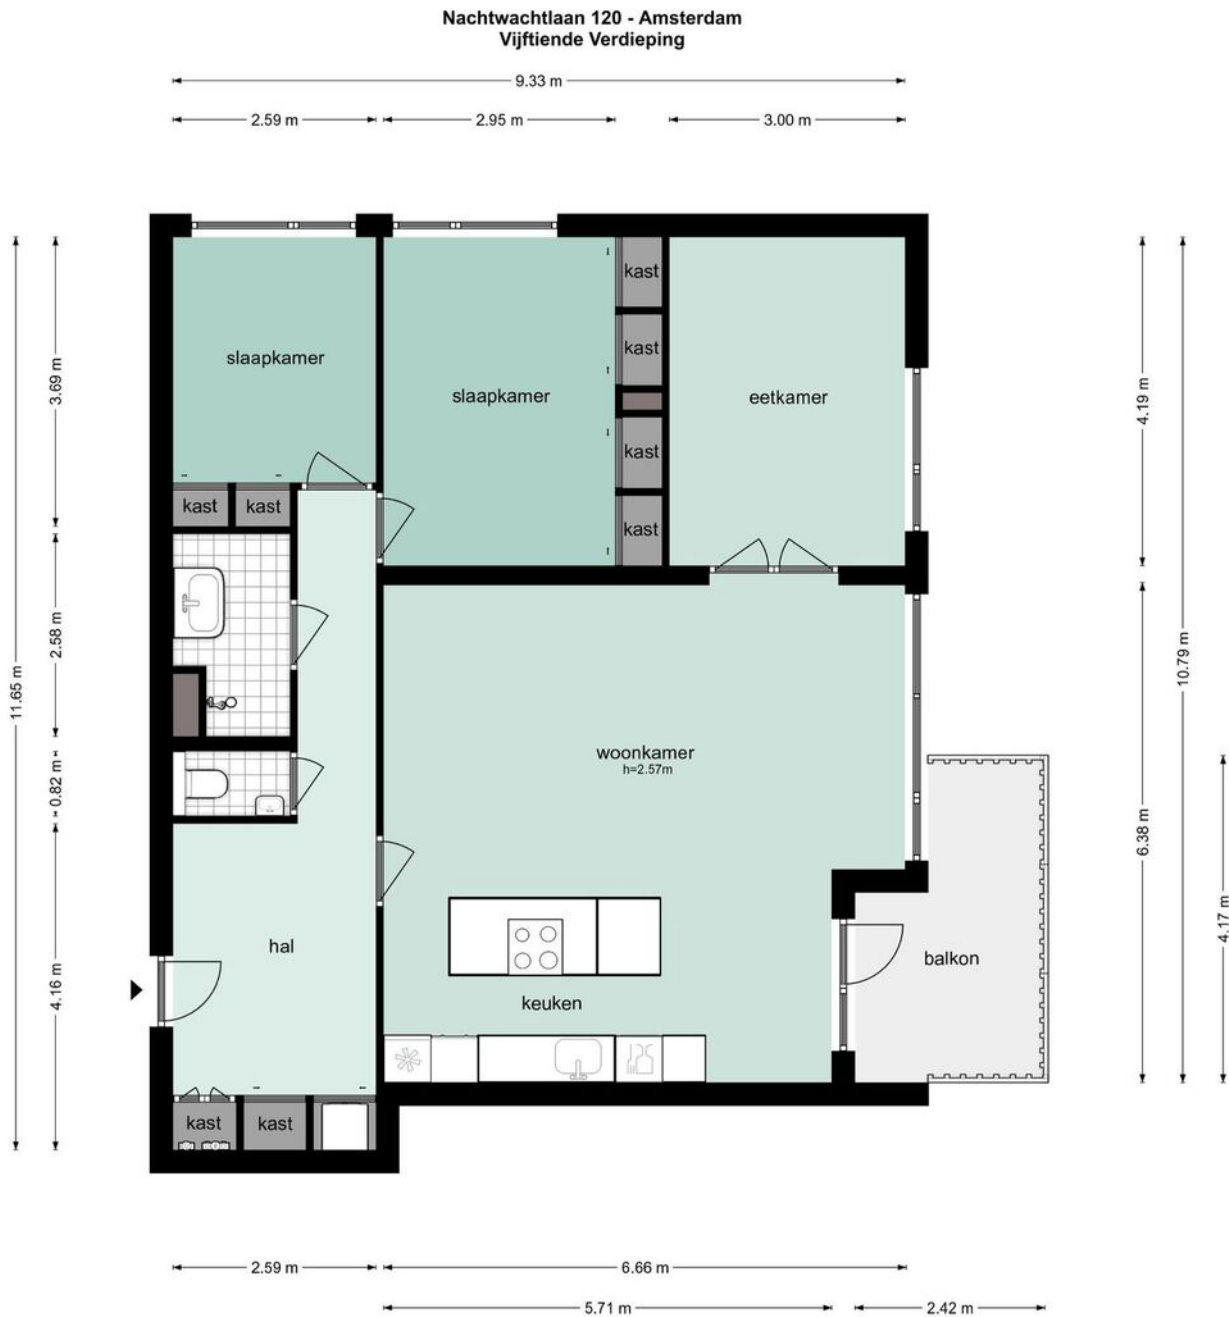 Nachtwachtlaan 120 - Amsterdam
Vijftiende Verdieping
9.33 m
2.59 m
2.95 m
3.00 m
kast
kast
kast
kast
slaapkamer
slaapkamer
eetkamer
kast
kast
3.69 m
4.19 m
2.58 m
11.65 m
10.79 m
0.82 m
woonkamer
h=2.57m
6.38 m
4.17 m
hal
balkon
4.16 m
keuken
kast
kast
2.59 m
6.66 m
5.71 m
2.42 m